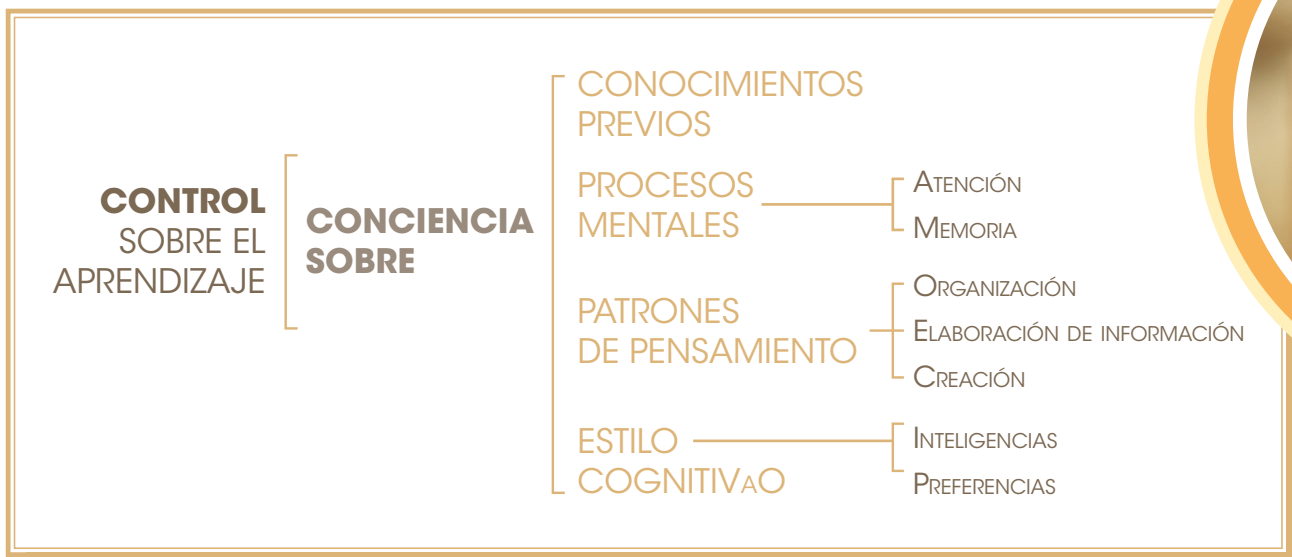 CONTROL
SOBRE EL
APRENDIZAJE
CONCIENCIA
SOBRE
CONOCIMIENTOS
PREVIOS
PROCESOS
MENTALES
ATENCIÓN
MEMORIA
PATRONES
DE PENSAMIENTO
ORGANIZACIÓN
ELABORACIÓN DE INFORMACIÓN
CREACIÓN
ESTILO
COGNITIVAO
INTELIGENCIAS
PREFERENCIAS